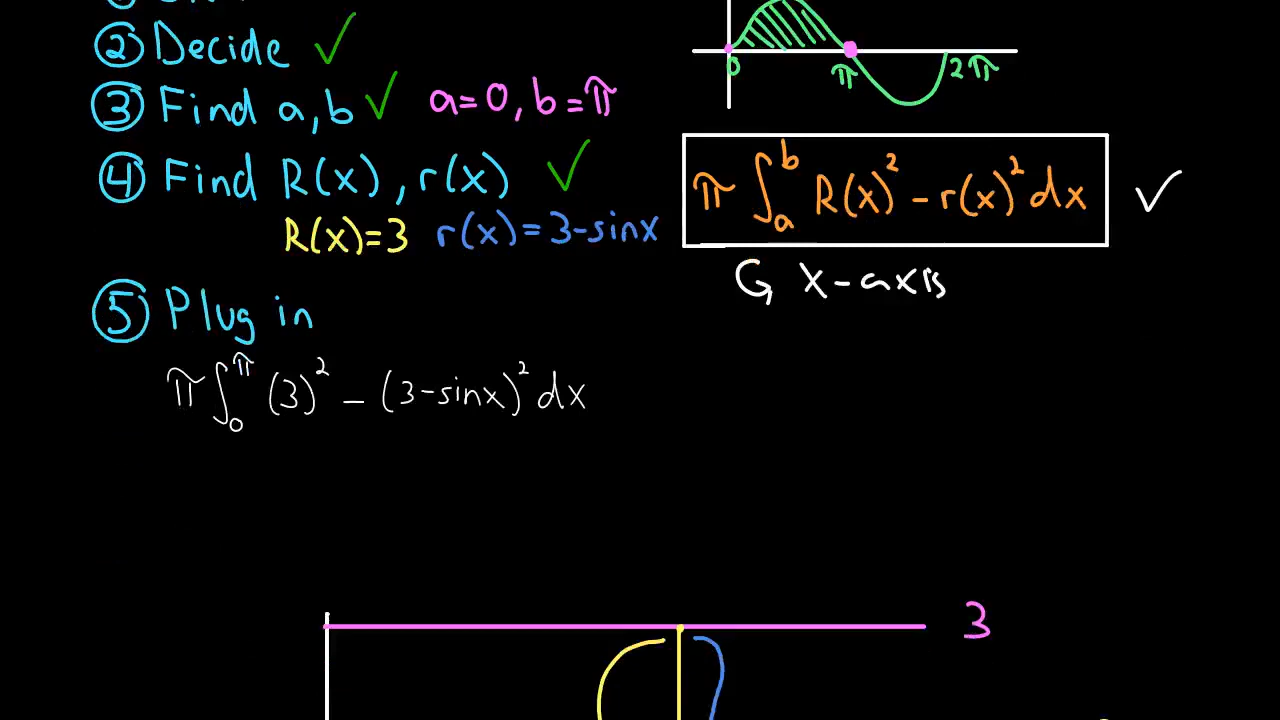 ② Decide ✓
③ Find a, b ✓ a=0, b=π
④ Find R(x), r(x) ✓
R(x)=3 r(x)=3-sinx
⑤ Plug in
π∫₀^π (3)² - (3-sinx)² dx
0 π 2π
π∫ₐᵇ R(x)² - r(x)² dx ✓
↳ x-axis
3